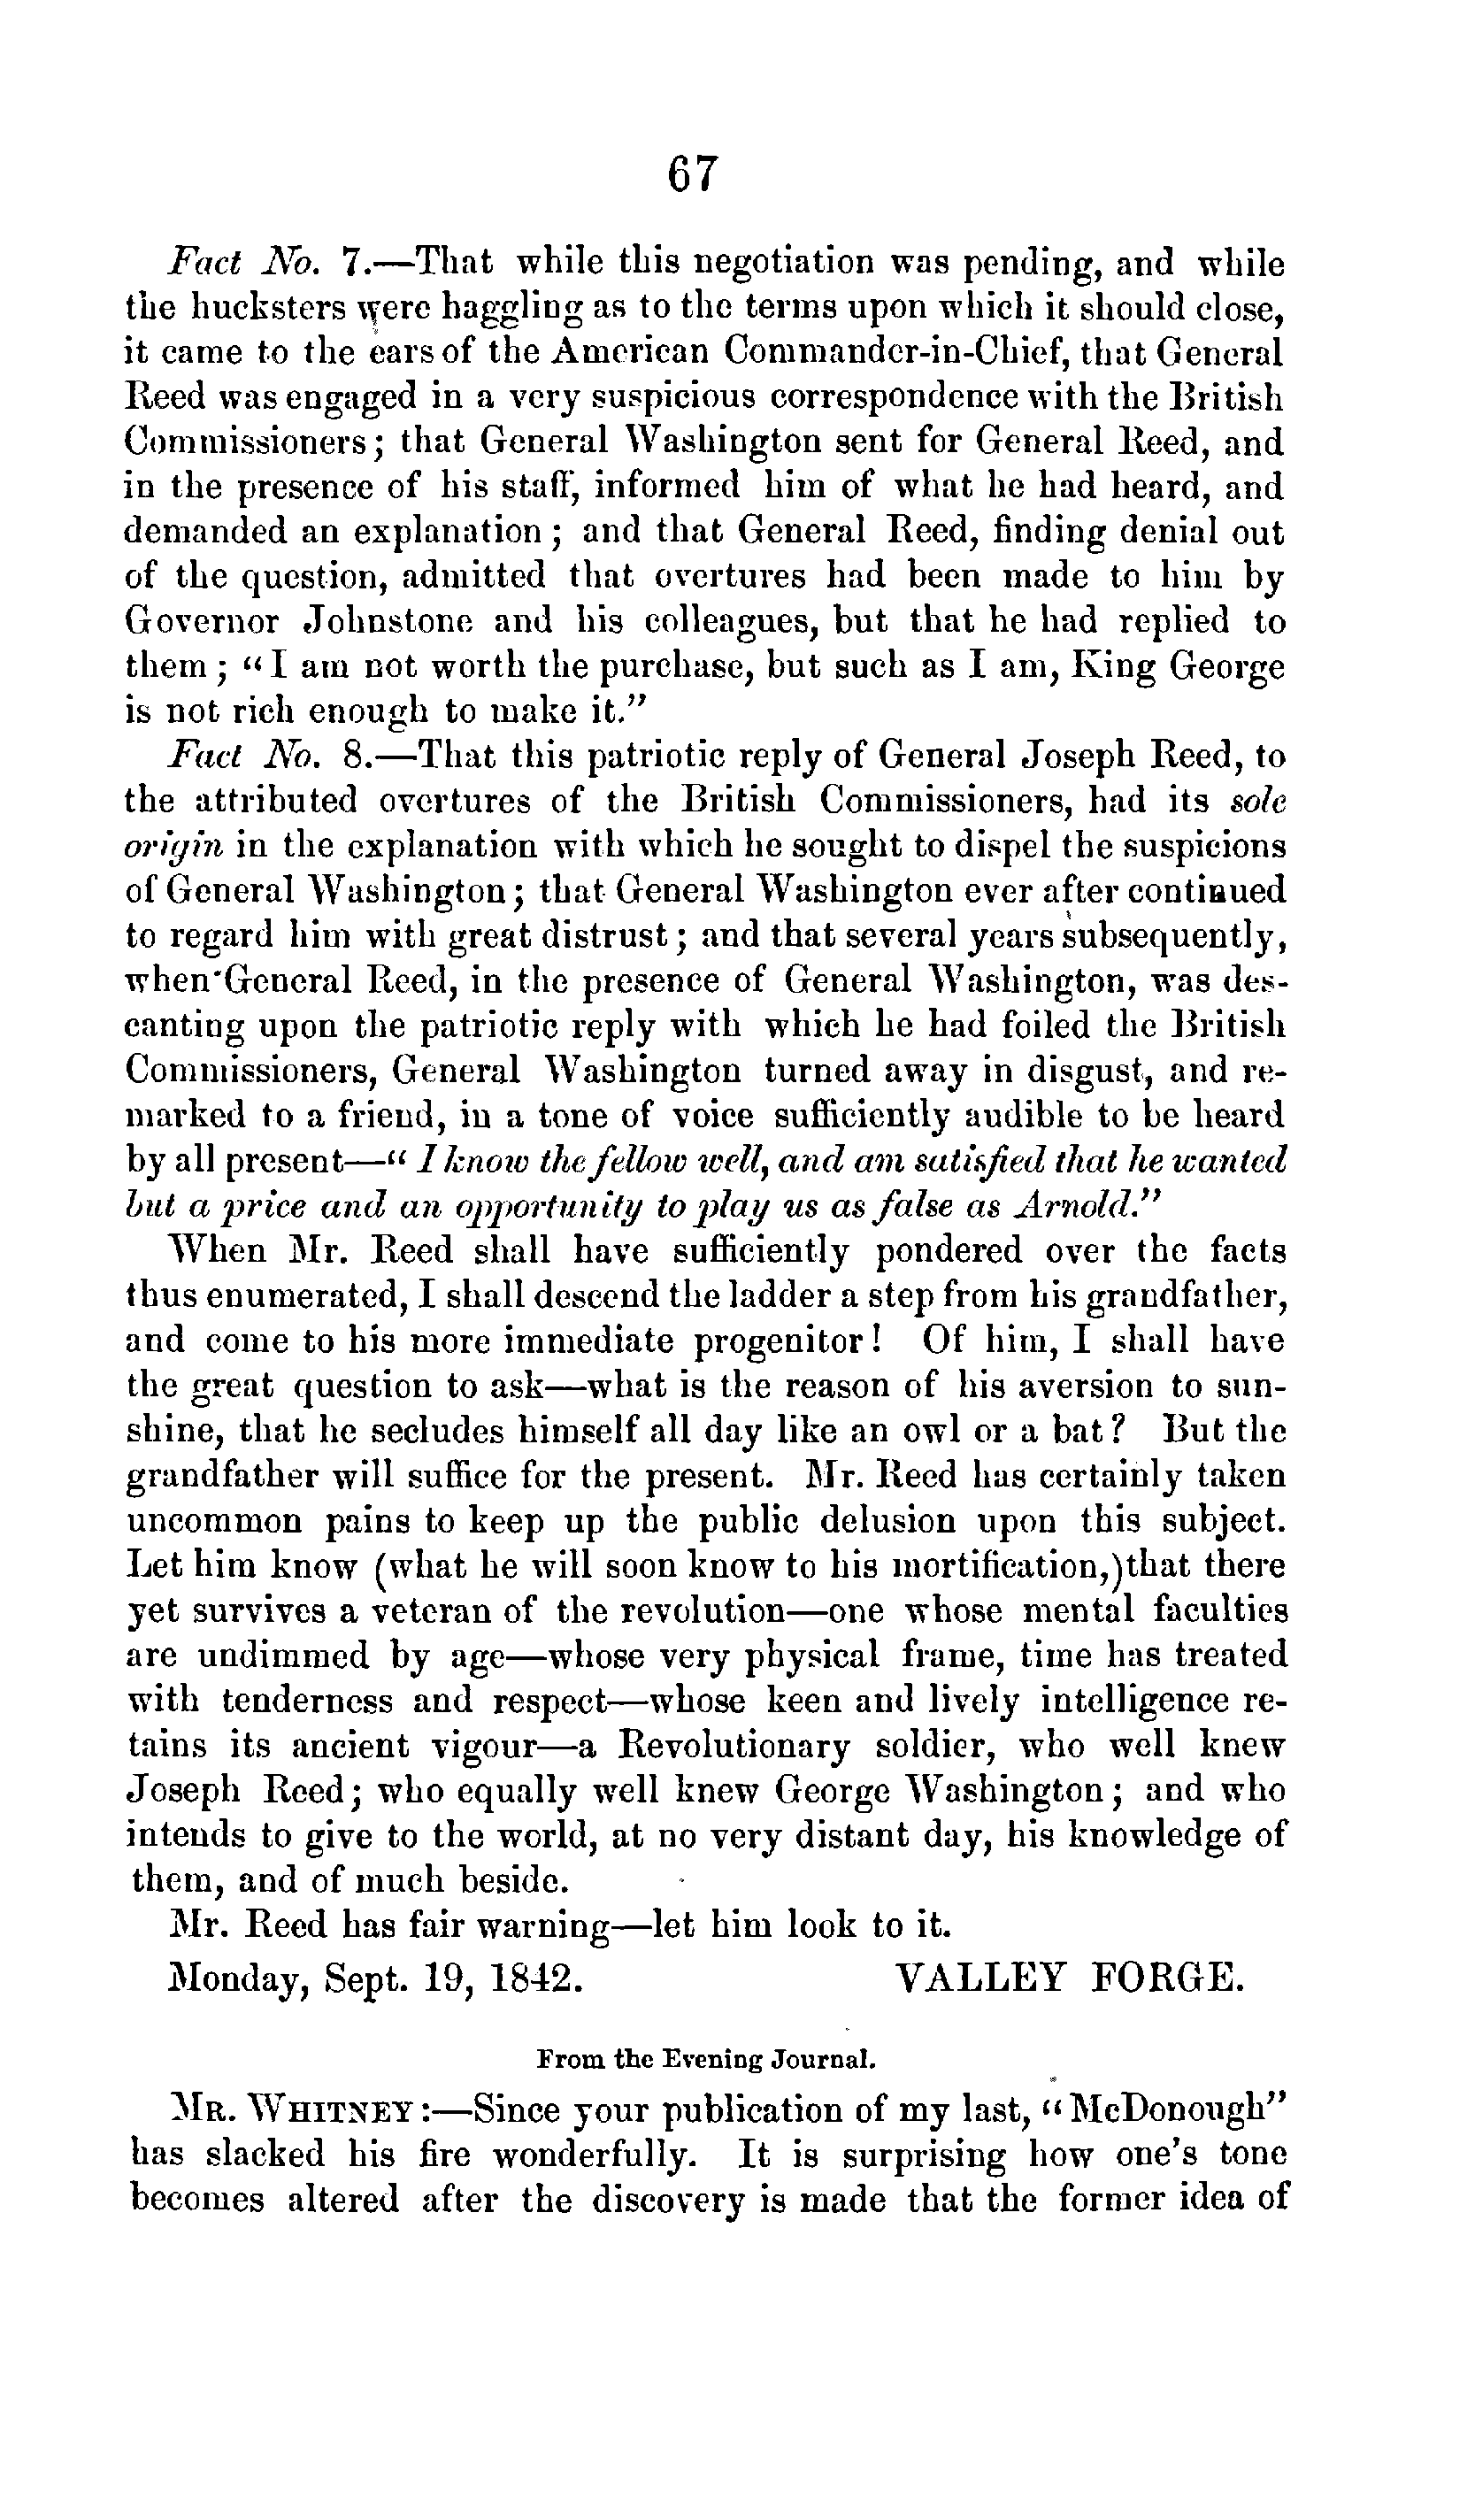 67
Fact No. 7.—That while this negotiation was pending, and while
the hucksters were haggling as to the terms upon which it should close,
it came to the ears of the American Commander-in-Chief, that General
Reed was engaged in a very suspicious correspondence with the British
Commissioners; that General Washington sent for General Reed, and
in the presence of his staff, informed him of what he had heard, and
demanded an explanation; and that General Reed, finding denial out
of the question, admitted that overtures had been made to him by
Governor Johnstone and his colleagues, but that he had replied to
them; "I am not worth the purchase, but such as I am, King George
is not rich enough to make it."
Fact No. 8.—That this patriotic reply of General Joseph Reed, to
the attributed overtures of the British Commissioners, had its sole
origin in the explanation with which he sought to dispel the suspicions
of General Washington; that General Washington ever after continued
to regard him with great distrust; and that several years subsequently,
when General Reed, in the presence of General Washington, was des-
canting upon the patriotic reply with which he had foiled the British
Commissioners, General Washington turned away in disgust, and re-
marked to a friend, in a tone of voice sufficiently audible to be heard
by all present—"I know the fellow well, and am satisfied that he wanted
but a price and an opportunity to play us as false as Arnold."
When Mr. Reed shall have sufficiently pondered over the facts
thus enumerated, I shall descend the ladder a step from his grandfather,
and come to his more immediate progenitor! Of him, I shall have
the great question to ask—what is the reason of his aversion to sun-
shine, that he secludes himself all day like an owl or a bat? But the
grandfather will suffice for the present. Mr. Reed has certainly taken
uncommon pains to keep up the public delusion upon this subject.
Let him know (what he will soon know to his mortification,)that there
yet survives a veteran of the revolution—one whose mental faculties
are undimmed by age—whose very physical frame, time has treated
with tenderness and respect—whose keen and lively intelligence re-
tains its ancient vigour—a Revolutionary soldier, who well knew
Joseph Reed; who equally well knew George Washington; and who
intends to give to the world, at no very distant day, his knowledge of
them, and of much beside.
Mr. Reed has fair warning—let him look to it.
Monday, Sept. 19, 1842. VALLEY FORGE.
From the Evening Journal.
MR. WHITNEY:—Since your publication of my last, "McDonough"
has slacked his fire wonderfully. It is surprising how one's tone
becomes altered after the discovery is made that the former idea of